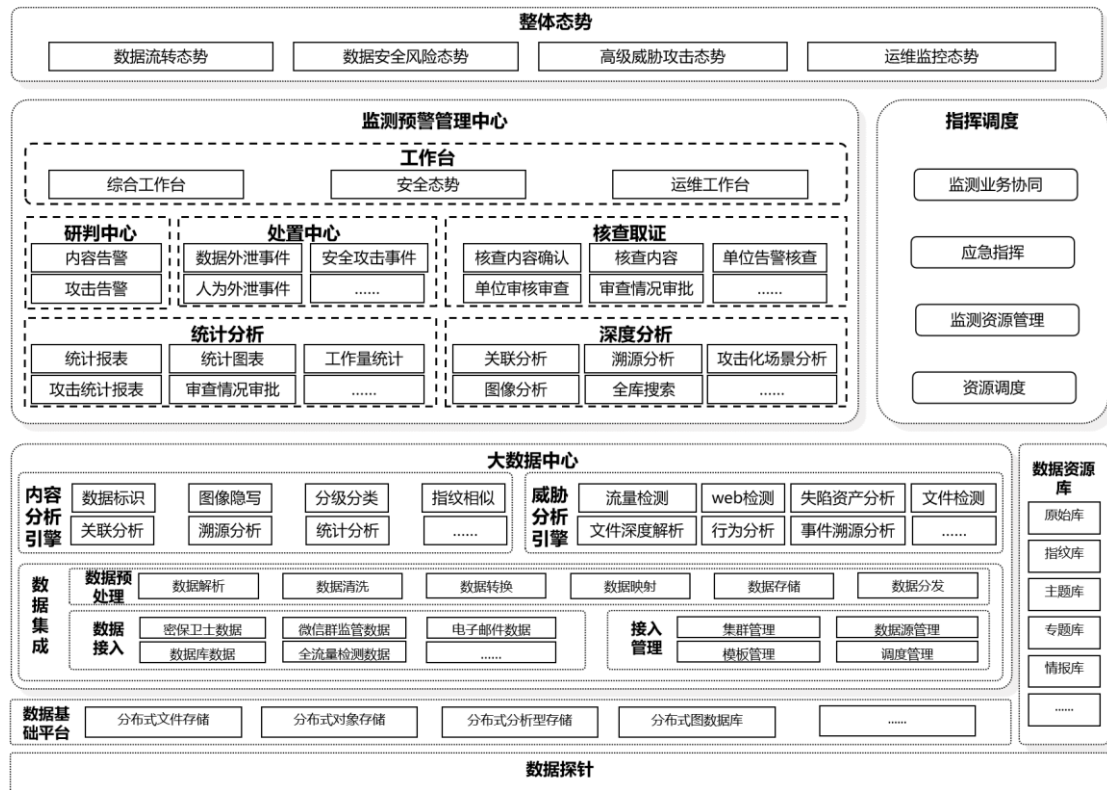 整体态势
数据流转态势 数据安全风险态势 高级威胁攻击态势 运维监控态势
监测预警管理中心
工作台
综合工作台 安全态势 运维工作台
研判中心
内容告警
攻击告警
处置中心
数据外泄事件 安全攻击事件
人为外泄事件 ......
核查取证
核查内容确认 核查内容 单位告警核查
单位审核审查 审查情况审批 ......
统计分析
统计报表 统计图表 工作量统计
攻击统计报表 审查情况审批 ......
深度分析
关联分析 溯源分析 攻击化场景分析
图像分析 全库搜索 ......
指挥调度
监测业务协同
应急指挥
监测资源管理
资源调度
大数据中心
内容
分析
引擎
数据标识 图像隐写 分级分类 指纹相似
关联分析 溯源分析 统计分析 ......
威胁
分析
引擎
流量检测 web检测 失陷资产分析 文件检测
文件深度解析 行为分析 事件溯源分析 ......
数
据
集
成
数据预
处理
数据解析 数据清洗 数据转换 数据映射 数据存储 数据分发
数据
接入
密保卫士数据 微信群监管数据 电子邮件数据
数据库数据 全流量检测数据 ......
接入
管理
集群管理 数据源管理
模板管理 调度管理
数据资源
库
原始库
指纹库
主题库
专题库
情报库
......
数据基
础平台
分布式文件存储 分布式对象存储 分布式分析型存储 分布式图数据库 ......
数据探针